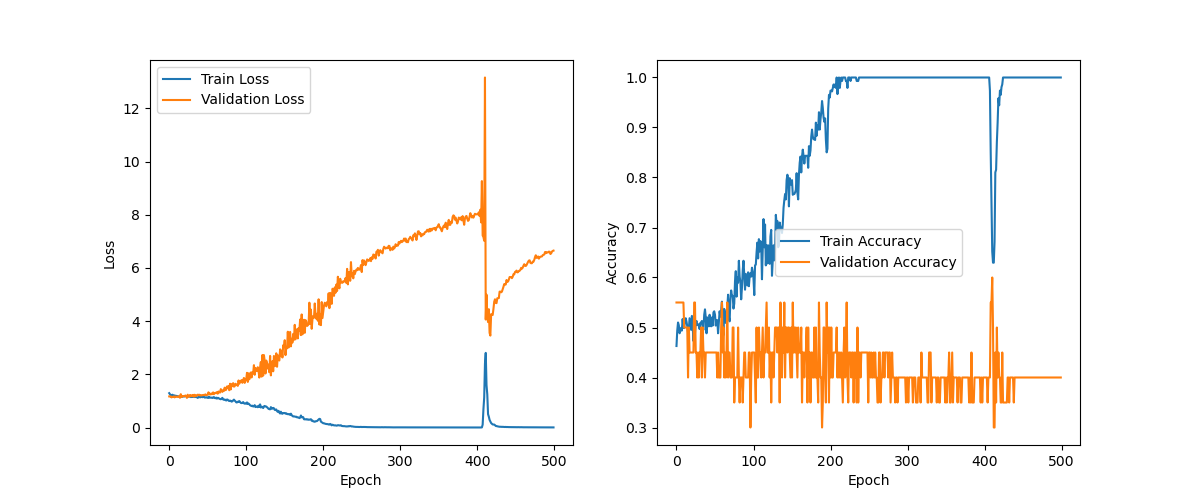 Train Loss
Validation Loss
12
10
8
6
4
2
0
Loss
0 100 200 300 400 500
Epoch
1.0
0.9
0.8
0.7
0.6
0.5
0.4
0.3
Accuracy
Train Accuracy
Validation Accuracy
0 100 200 300 400 500
Epoch